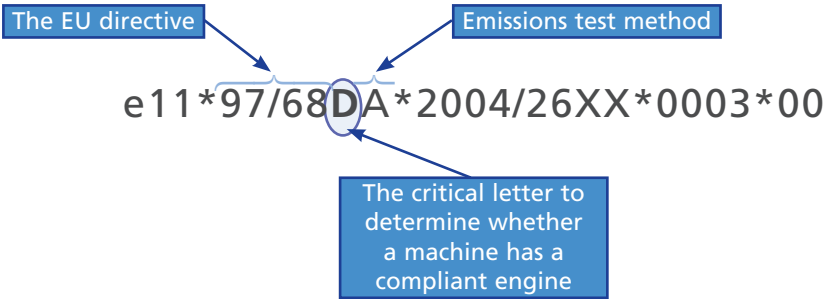 The EU directive
Emissions test method
e11*97/68DA*2004/26XX*0003*00
The critical letter to
determine whether
a machine has a
compliant engine